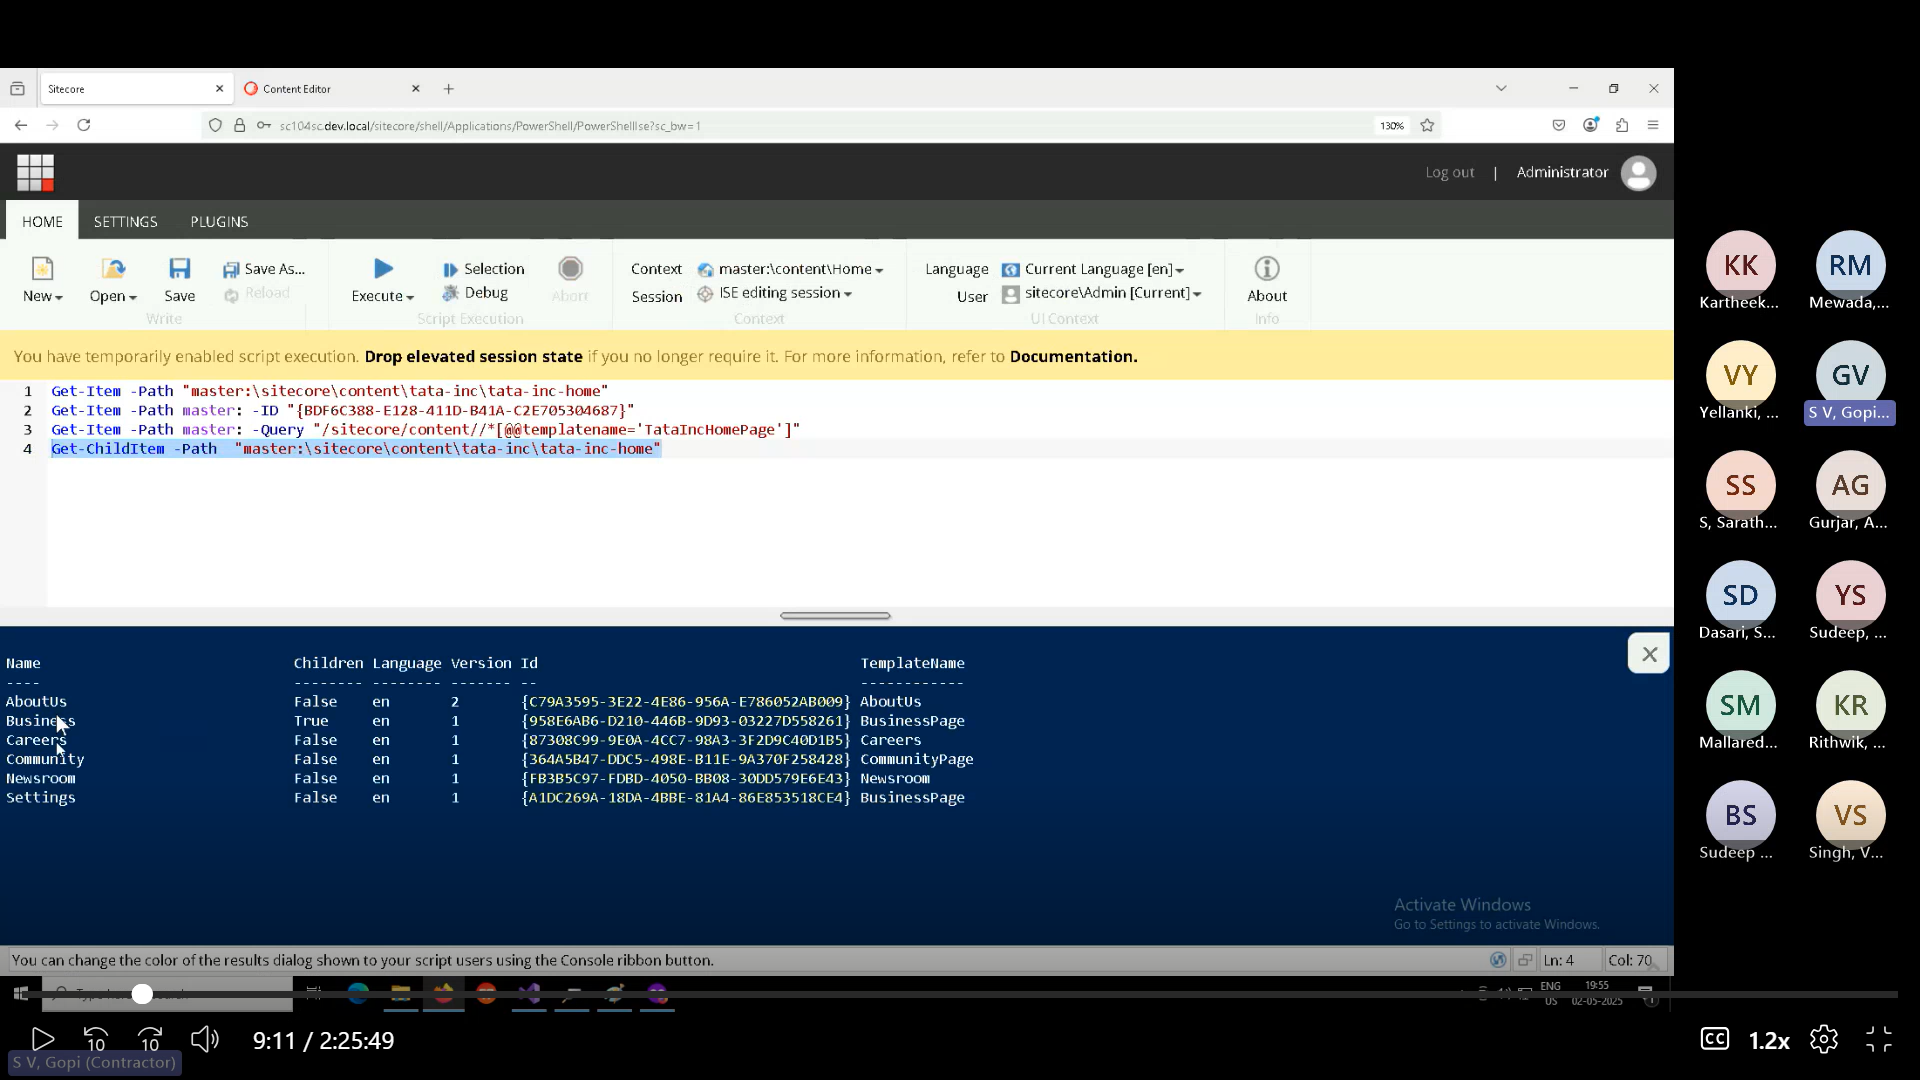 Sitecore
Content Editor
sc104sc.dev.local/sitecore/shell/Applications/PowerShell/PowerShellIse?sc_bw=1
130%
Log out | Administrator
HOME SETTINGS PLUGINS
New Open Save Save As... Reload
Write
Execute Selection Debug Abort
Script Execution
Context master:\content\Home
Session ISE editing session
Context
Language Current Language [en]
User sitecore\Admin [Current]
UI Context
About
Info
You have temporarily enabled script execution. Drop elevated session state if you no longer require it. For more information, refer to Documentation.
1 Get-Item -Path "master:\sitecore\content\tata-inc\tata-inc-home"
2 Get-Item -Path master: -ID "{BDF6C388-E128-411D-B41A-C2E705304687}"
3 Get-Item -Path master: -Query "/sitecore/content//*[@@templatename='TataIncHomePage']"
4 Get-ChildItem -Path "master:\sitecore\content\tata-inc\tata-inc-home"
Name Children Language Version Id TemplateName
---- -------- -------- ------- -- ------------
AboutUs False en 2 {C79A3595-3E22-4E86-956A-E786052AB009} AboutUs
Business True en 1 {958E6AB6-D210-446B-9D93-03227D558261} BusinessPage
Careers False en 1 {87308C99-9E0A-4CC7-98A3-3F2D9C40D1B5} Careers
Community False en 1 {364A5B47-DDC5-498E-B11E-9A370F258428} CommunityPage
Newsroom False en 1 {FB3B5C97-FDBD-4050-BB08-30DD579E6E43} Newsroom
Settings False en 1 {A1DC269A-18DA-4BBE-81A4-86E853518CE4} BusinessPage
Activate Windows
Go to Settings to activate Windows.
You can change the color of the results dialog shown to your script users using the Console ribbon button.
Ln: 4 Col: 70
ENG
US
19:55
02-05-2025
9:11 / 2:25:49
10 10
CC 1.2x
S V, Gopi (Contractor)
KK RM
Kartheek... Mewada,...
VY GV
Yellanki, ... S V, Gopi...
SS AG
S, Sarath... Gurjar, A...
SD YS
Dasari, S... Sudeep, ...
SM KR
Mallared... Rithwik, ...
BS VS
Sudeep ... Singh, V...